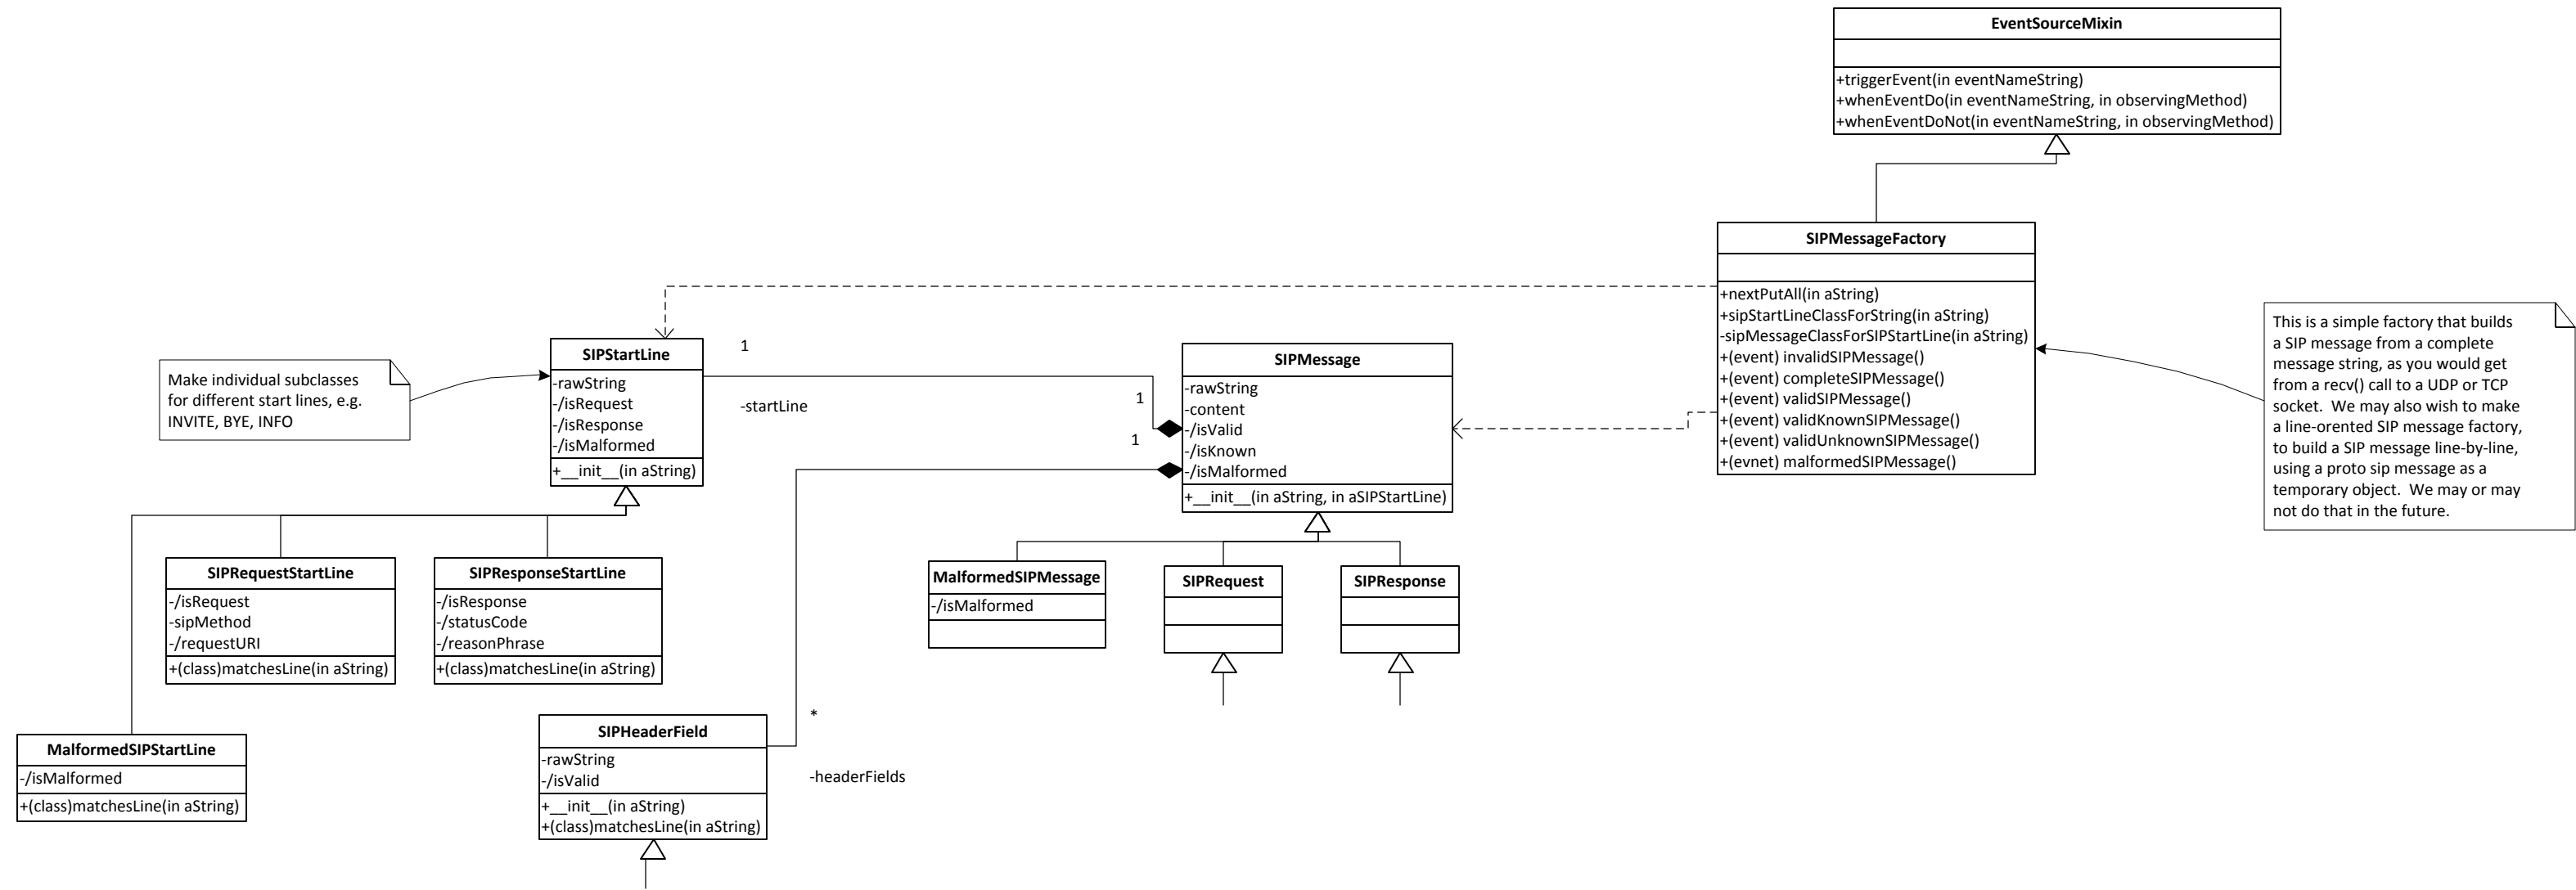 EventSourceMixin
+triggerEvent(in eventNameString)
+whenEventDo(in eventNameString, in observingMethod)
+whenEventDoNot(in eventNameString, in observingMethod)
SIPMessageFactory
+nextPutAll(in aString)
+sipStartLineClassForString(in aString)
-sipMessageClassForSIPStartLine(in aString)
+(event) invalidSIPMessage()
+(event) completeSIPMessage()
+(event) validSIPMessage()
+(event) validKnownSIPMessage()
+(event) validUnknownSIPMessage()
+(evnet) malformedSIPMessage()
This is a simple factory that builds
a SIP message from a complete
message string, as you would get
from a recv() call to a UDP or TCP
socket.  We may also wish to make
a line-orented SIP message factory,
to build a SIP message line-by-line,
using a proto sip message as a
temporary object.  We may or may
not do that in the future.
Make individual subclasses
for different start lines, e.g.
INVITE, BYE, INFO
SIPStartLine
-rawString
-/isRequest
-/isResponse
-/isMalformed
+__init__(in aString)
1
-startLine
1
1
SIPMessage
-rawString
-content
-/isValid
-/isKnown
-/isMalformed
+__init__(in aString, in aSIPStartLine)
SIPRequestStartLine
-/isRequest
-sipMethod
-/requestURI
+(class)matchesLine(in aString)
SIPResponseStartLine
-/isResponse
-/statusCode
-/reasonPhrase
+(class)matchesLine(in aString)
MalformedSIPMessage
-/isMalformed
SIPRequest
SIPResponse
MalformedSIPStartLine
-/isMalformed
+(class)matchesLine(in aString)
SIPHeaderField
-rawString
-/isValid
+__init__(in aString)
+(class)matchesLine(in aString)
*
-headerFields